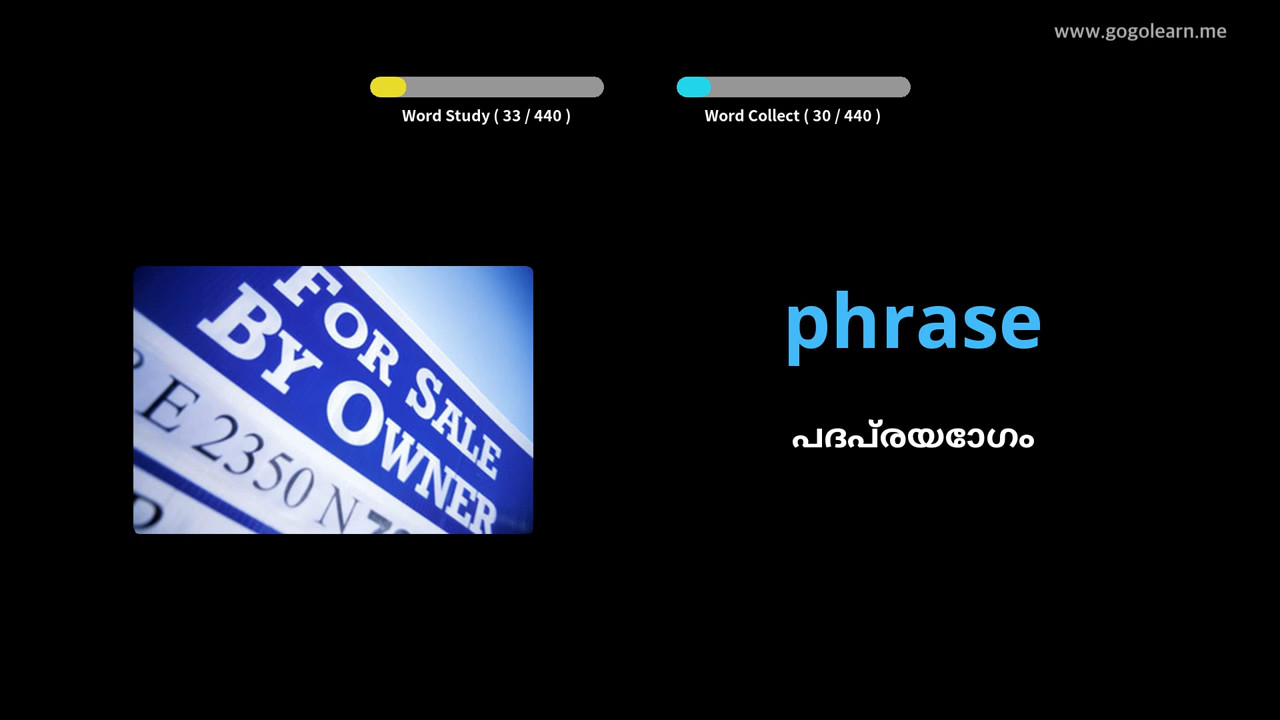 www.gogolearn.me
Word Study ( 33 / 440 )
Word Collect ( 30 / 440 )
FOR SALE
BY OWNER
E 2350 N
phrase
പദപ്രയോഗം